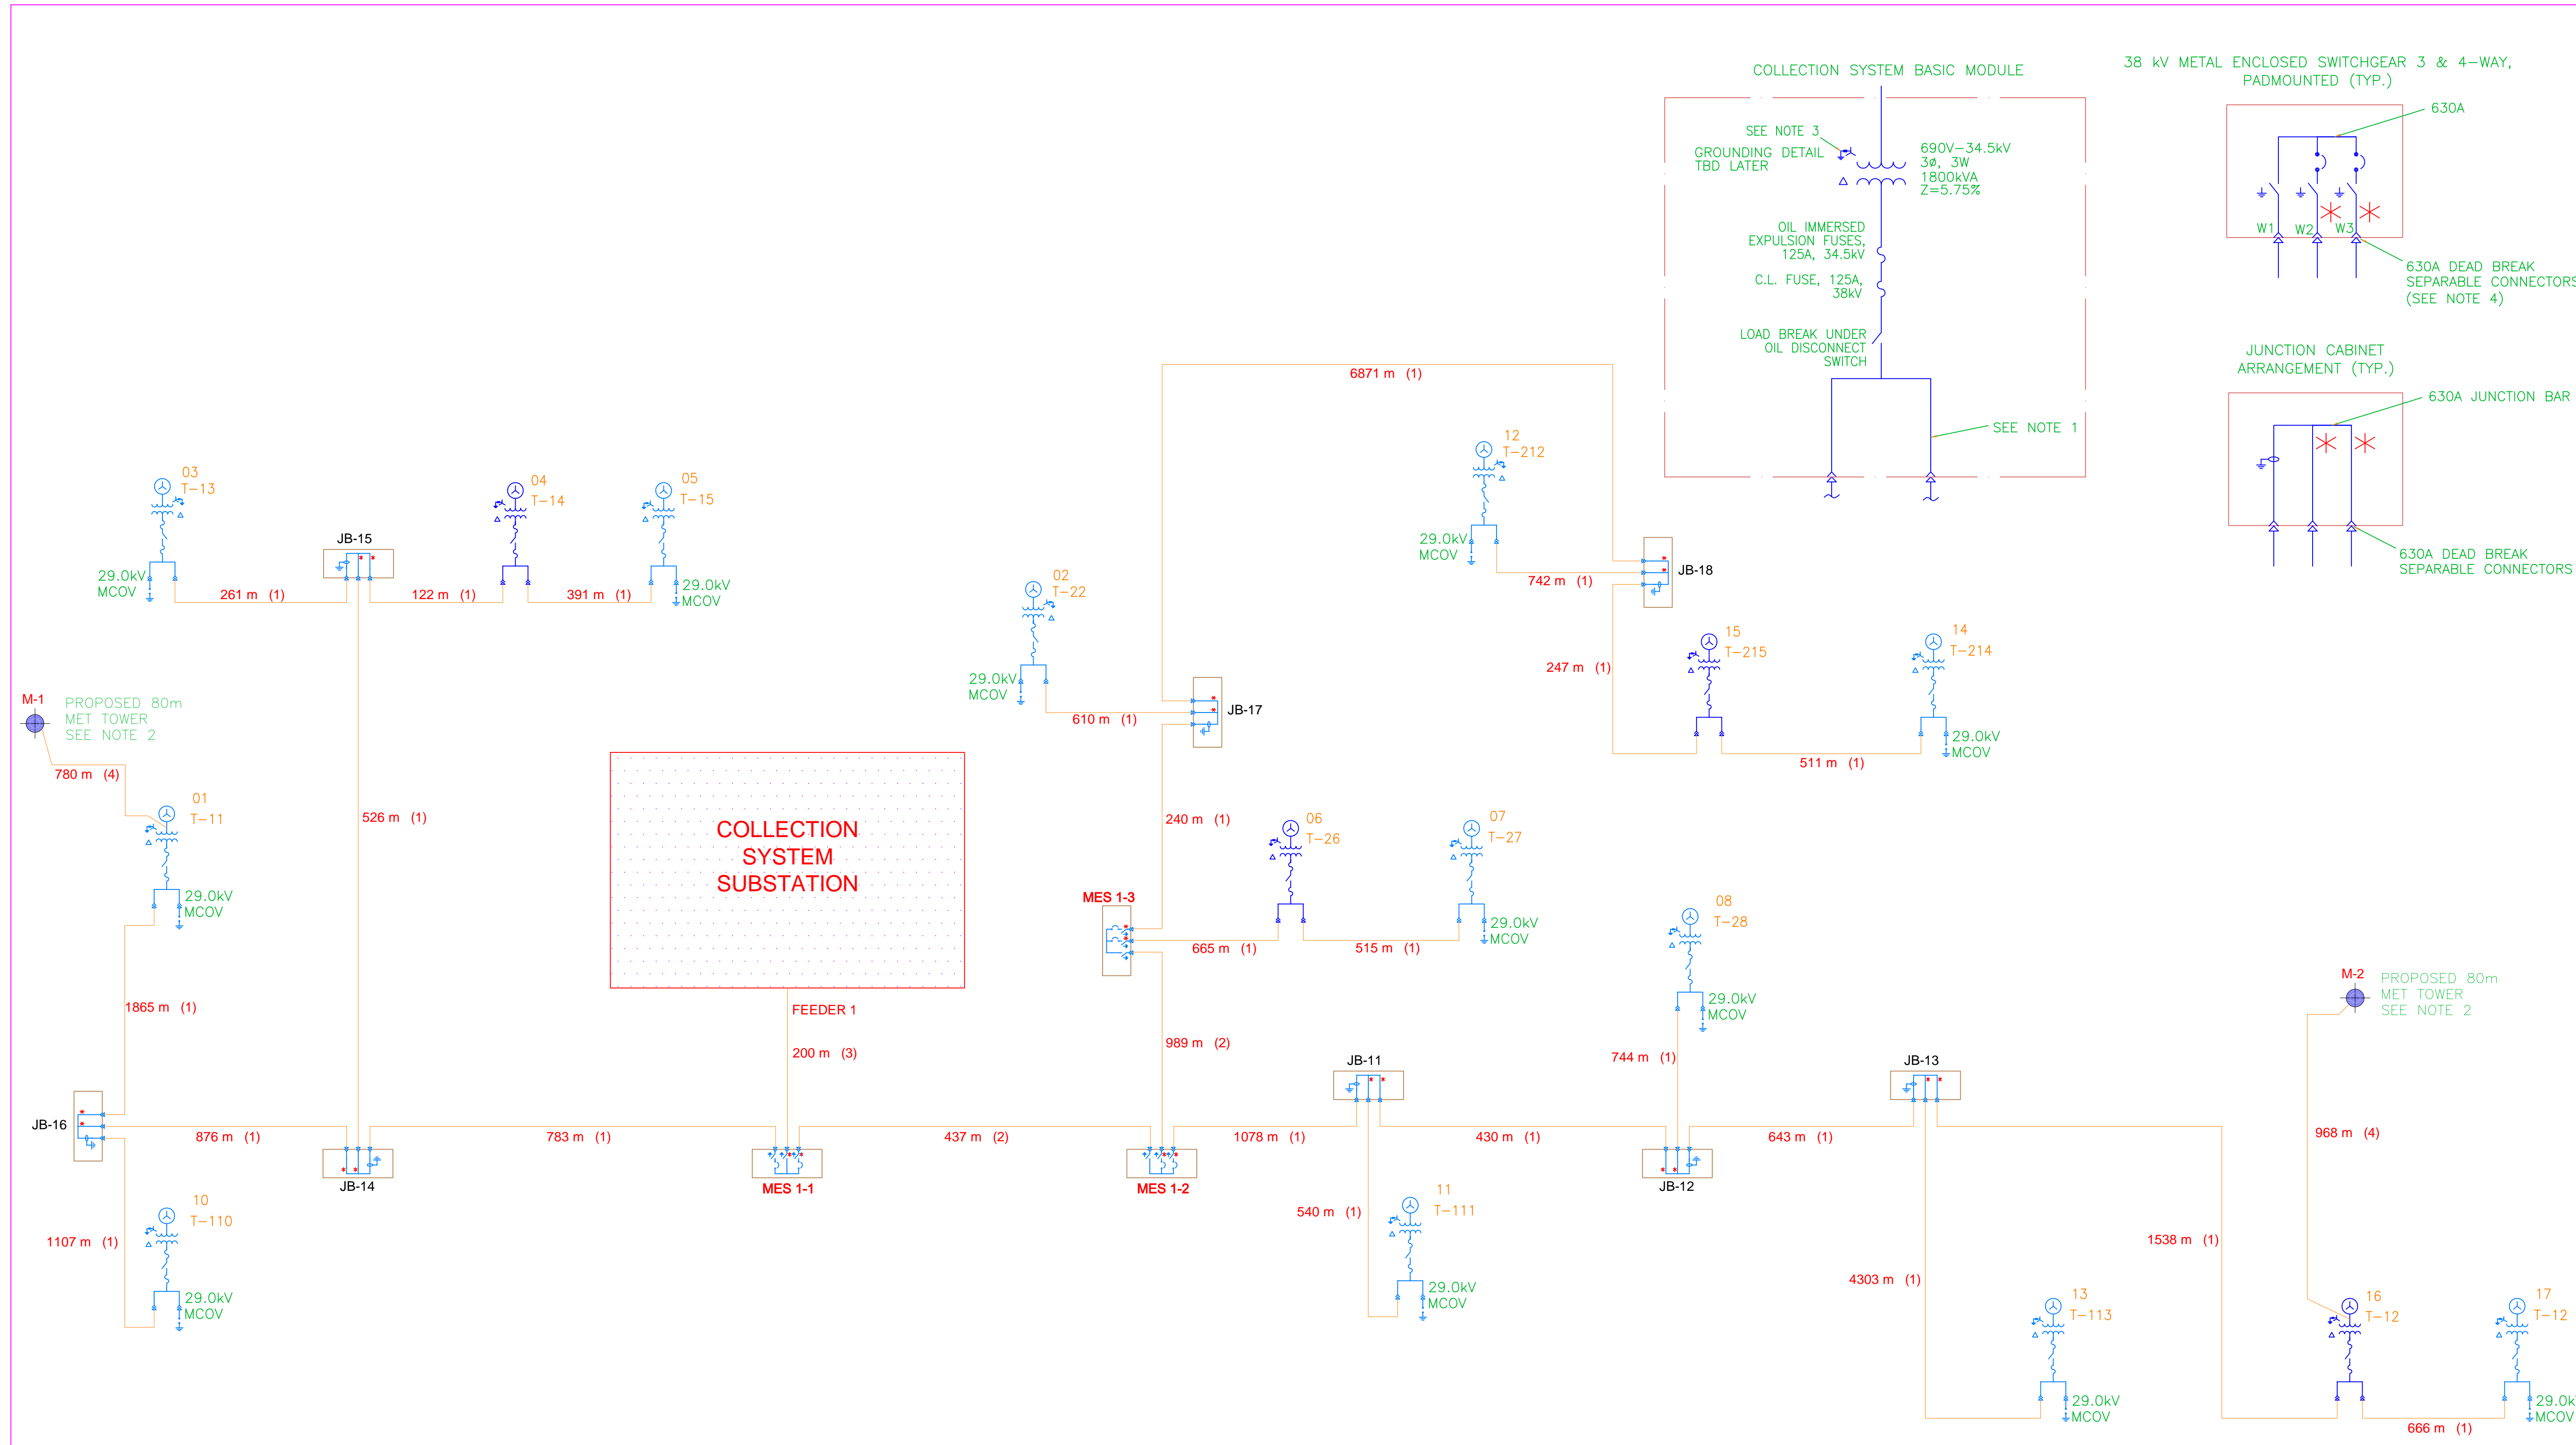 COLLECTION SYSTEM BASIC MODULE
SEE NOTE 3
GROUNDING DETAIL
TBD LATER
690V-34.5kV
3ø, 3W
1800kVA
Z=5.75%
OIL IMMERSED
EXPULSION FUSES,
125A, 34.5kV
C.L. FUSE, 125A,
38kV
LOAD BREAK UNDER
OIL DISCONNECT
SWITCH
SEE NOTE 1
38 kV METAL ENCLOSED SWITCHGEAR 3 & 4-WAY,
PADMOUNTED (TYP.)
630A
W1 W2 W3
630A DEAD BREAK
SEPARABLE CONNECTORS
(SEE NOTE 4)
JUNCTION CABINET
ARRANGEMENT (TYP.)
630A JUNCTION BAR
630A DEAD BREAK
SEPARABLE CONNECTORS
03
T-13
29.0kV
MCOV
261 m (1)
JB-15
122 m (1)
04
T-14
391 m (1)
05
T-15
29.0kV
MCOV
526 m (1)
M-1
PROPOSED 80m
MET TOWER
SEE NOTE 2
780 m (4)
01
T-11
29.0kV
MCOV
1865 m (1)
JB-16
876 m (1)
1107 m (1)
10
T-110
29.0kV
MCOV
JB-14
783 m (1)
COLLECTION
SYSTEM
SUBSTATION
FEEDER 1
200 m (3)
MES 1-1
437 m (2)
MES 1-2
989 m (2)
MES 1-3
240 m (1)
665 m (1)
06
T-26
515 m (1)
07
T-27
29.0kV
MCOV
02
T-22
29.0kV
MCOV
610 m (1)
JB-17
6871 m (1)
12
T-212
29.0kV
MCOV
742 m (1)
JB-18
247 m (1)
15
T-215
511 m (1)
14
T-214
29.0kV
MCOV
1078 m (1)
JB-11
540 m (1)
11
T-111
29.0kV
MCOV
430 m (1)
08
T-28
29.0kV
MCOV
744 m (1)
JB-12
643 m (1)
JB-13
4303 m (1)
13
T-113
29.0kV
MCOV
1538 m (1)
M-2
PROPOSED 80m
MET TOWER
SEE NOTE 2
968 m (4)
16
T-12
666 m (1)
17
T-12
MCOV